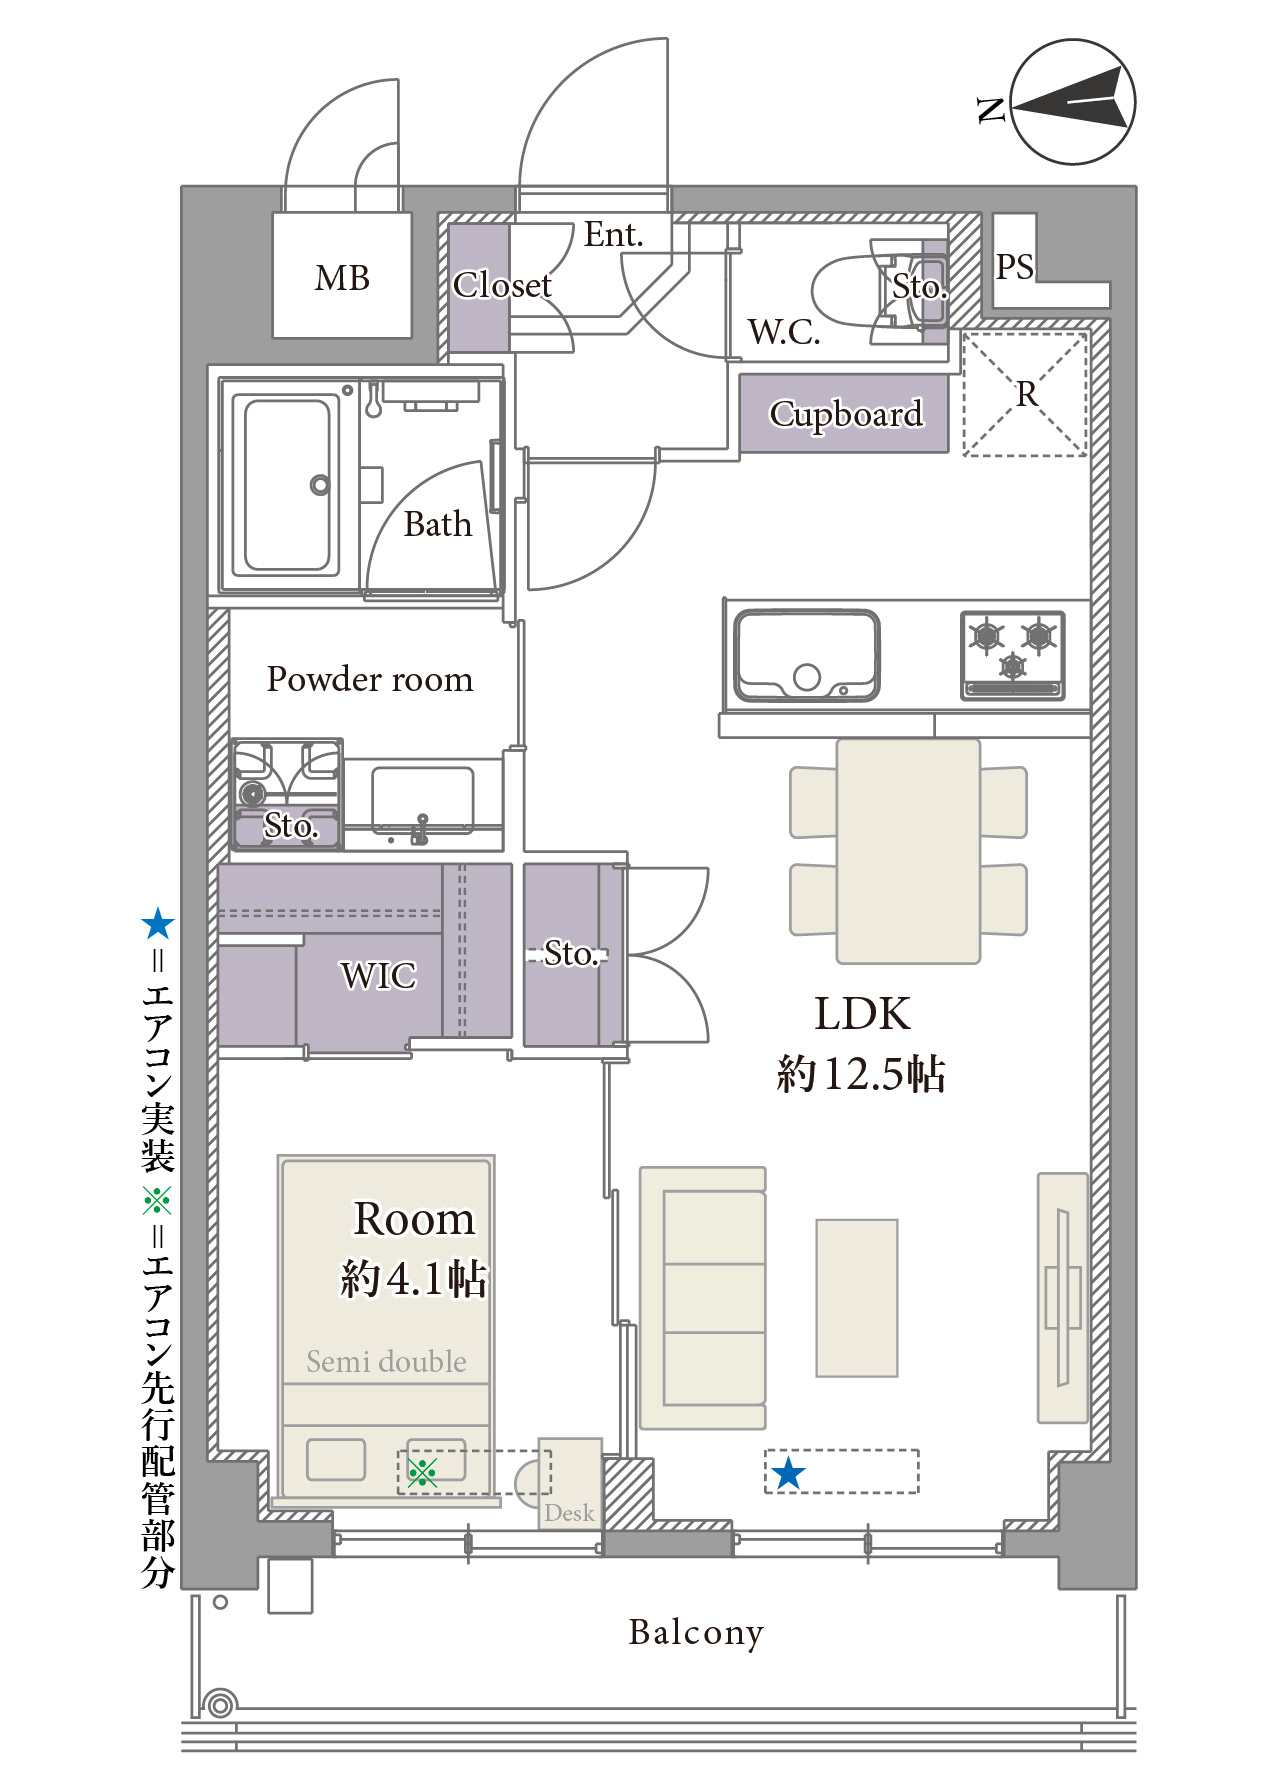 N
Ent.
MB
PS
Closet
Sto.
W.C.
R
Cupboard
Bath
Powder room
Sto.
Sto.
WIC
LDK
約12.5帖
Room
約4.1帖
Semi double
※
★
Desk
Balcony
★=エアコン実装 ※=エアコン先行配管部分